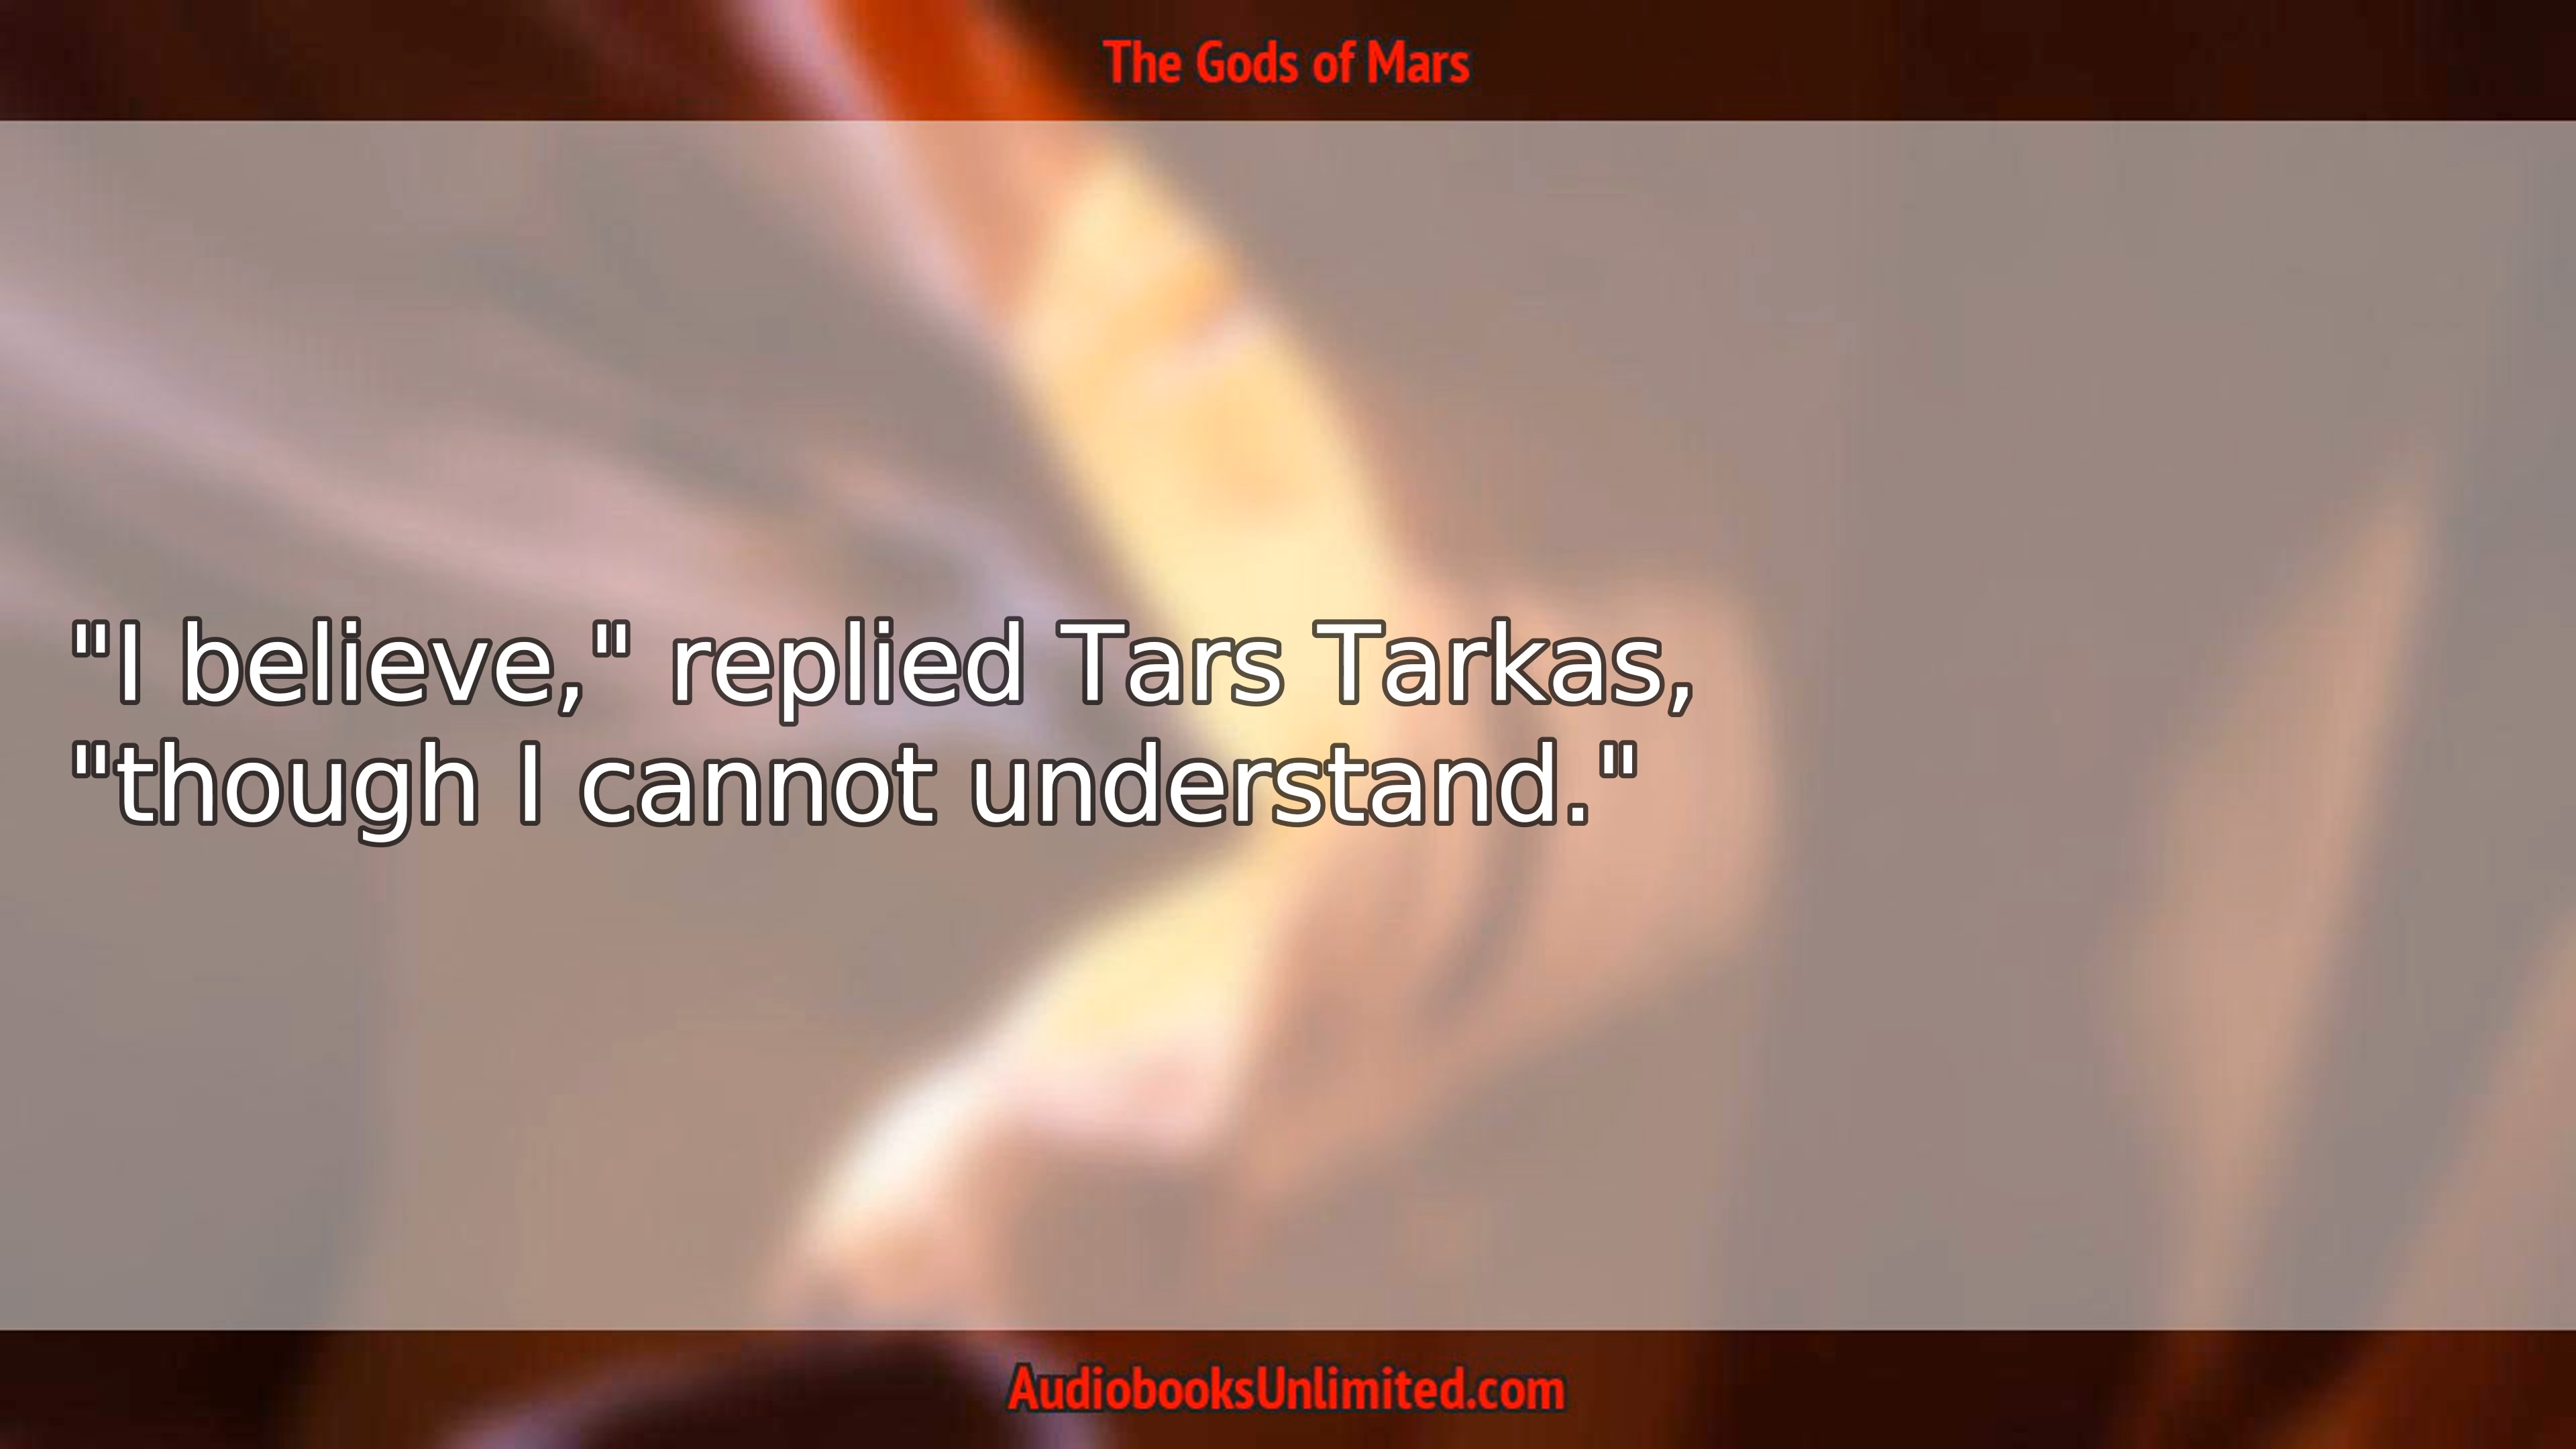 The Gods of Mars
"I believe," replied Tars Tarkas,
"though I cannot understand."
AudiobooksUnlimited.com